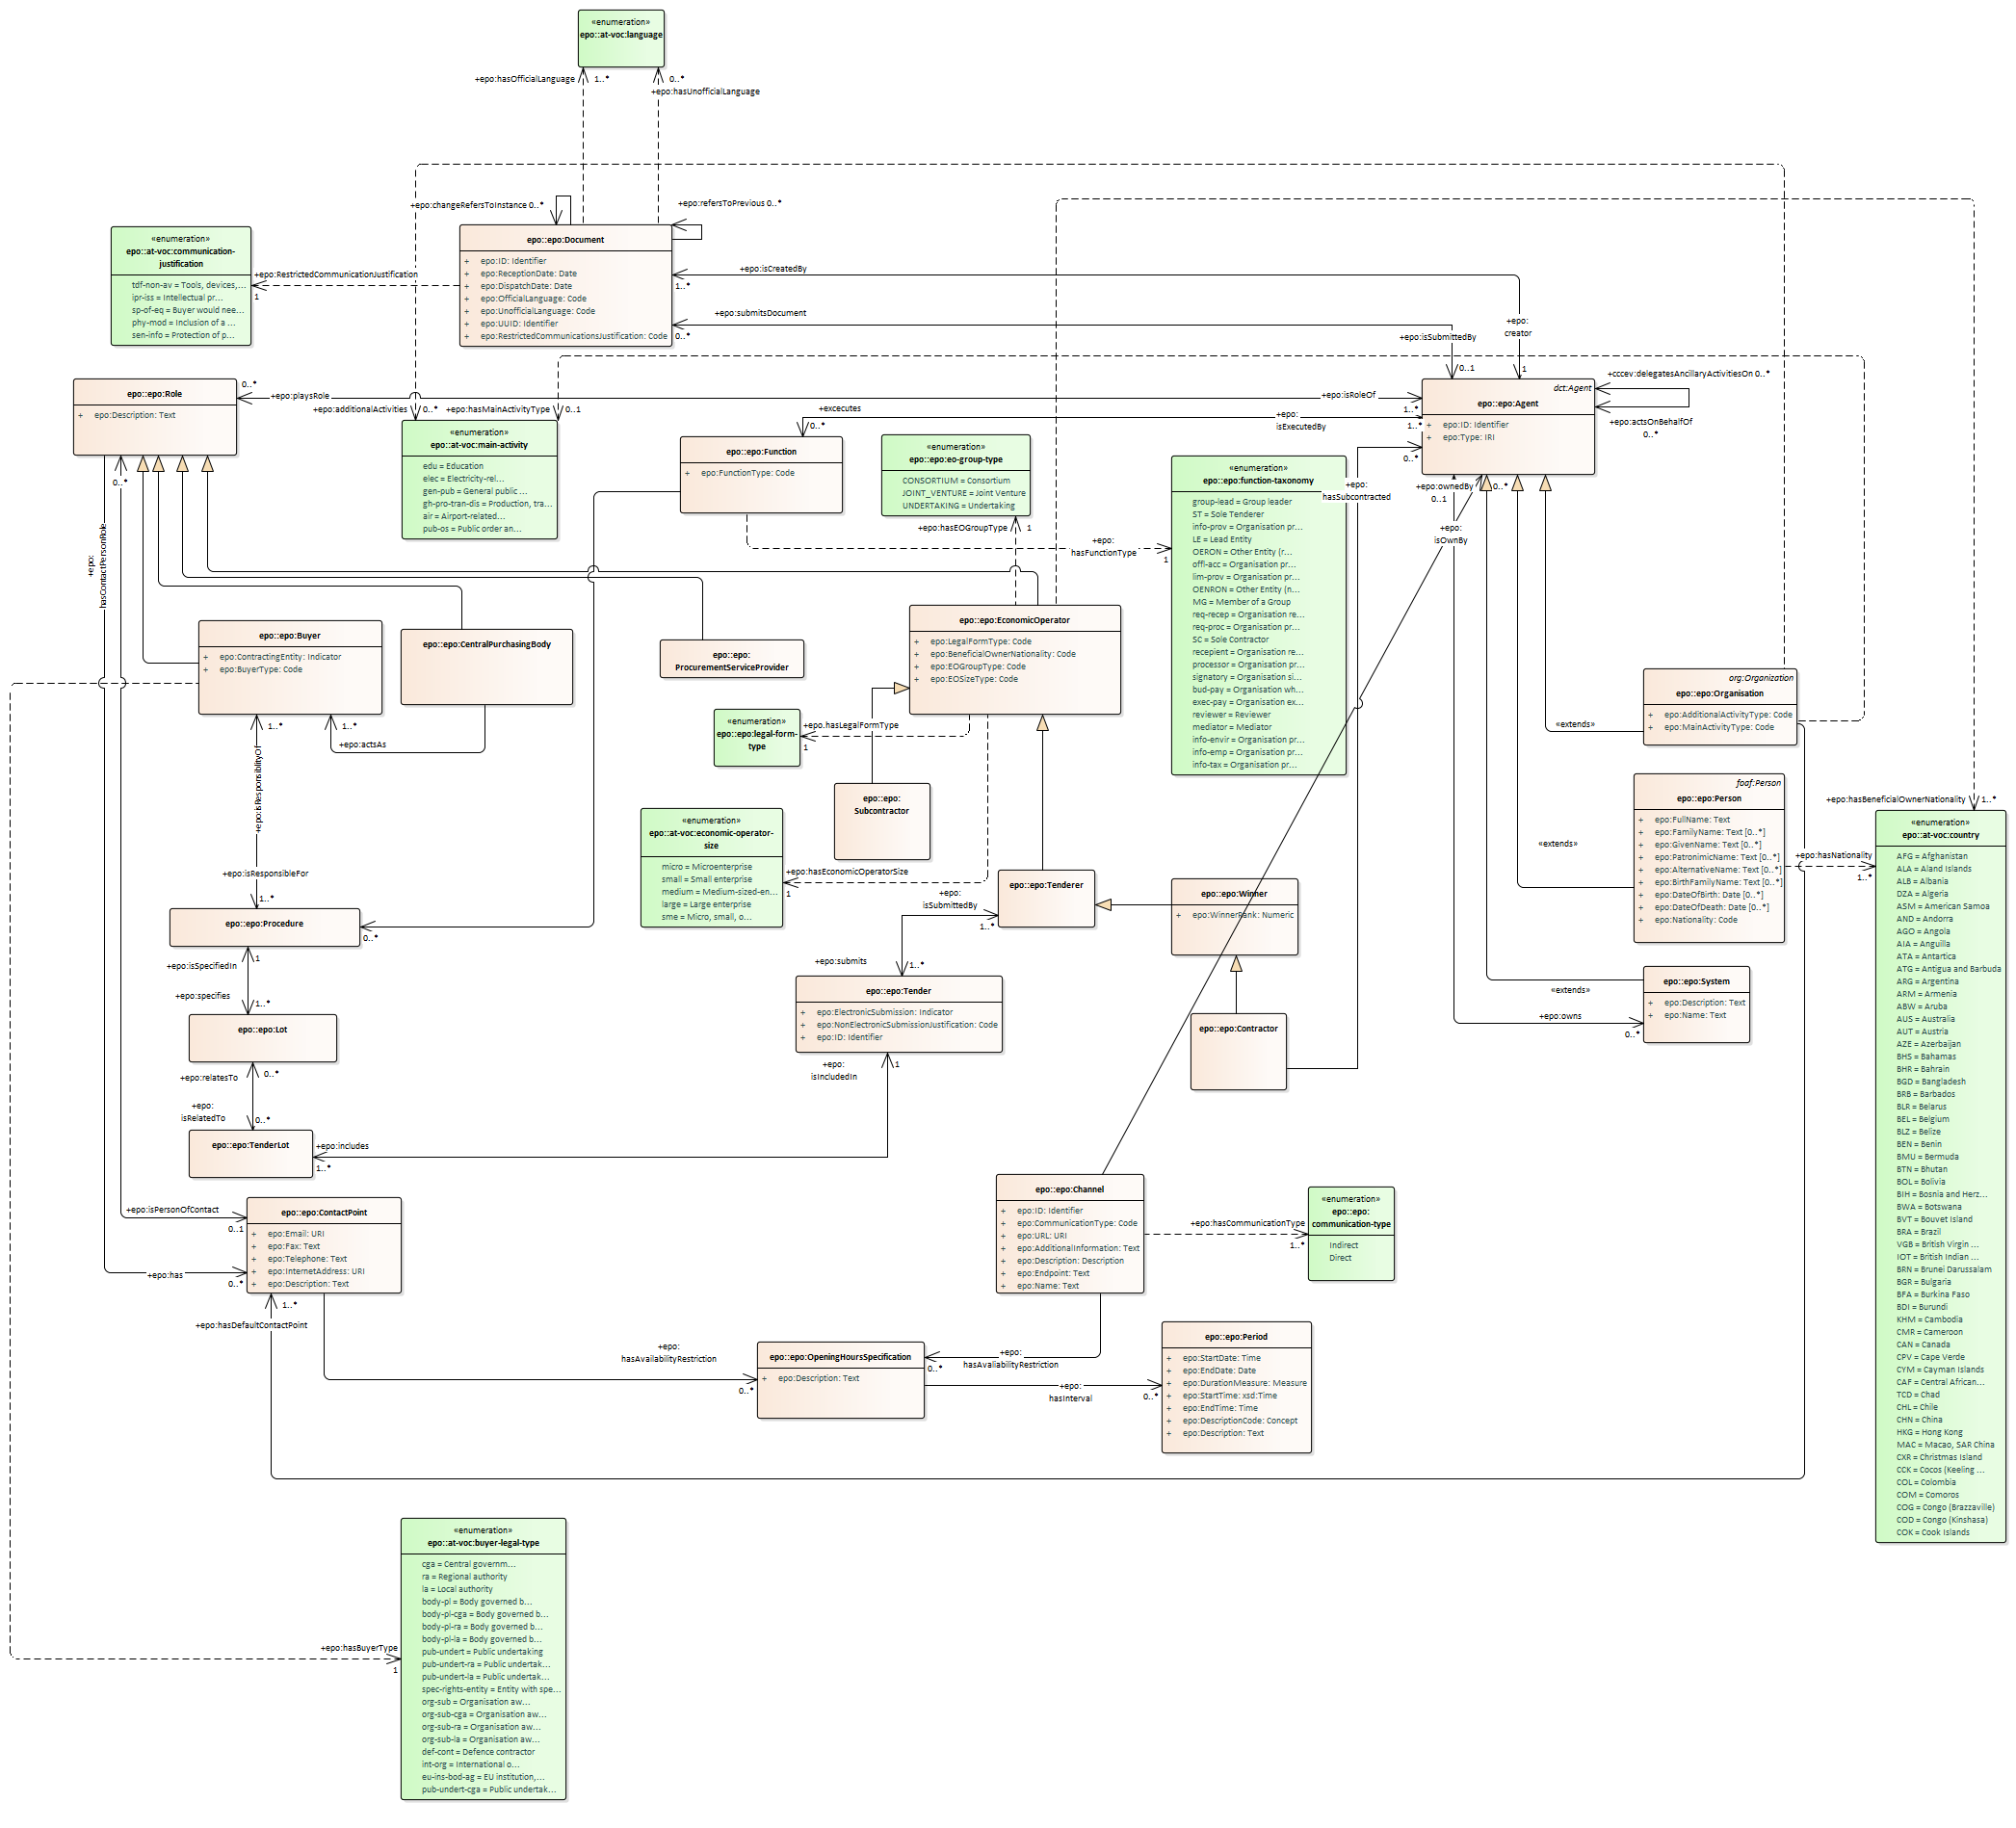 «enumeration»
epo::at-voc:language
+epo:hasOfficialLanguage
1..*
0..*
+epo:hasUnofficialLanguage
+epo:changeRefersToInstance 0..*
+epo:refersToPrevious 0..*
«enumeration»
epo::at-voc:communication-
justification
tdf-non-av = Tools, devices,...
ipr-iss = Intellectual pr...
sp-of-eq = Buyer would nee...
phy-mod = Inclusion of a ...
sen-info = Protection of p...
+epo:RestrictedCommunicationJustification
1
epo::epo:Document
+ epo:ID: Identifier
+ epo:ReceptionDate: Date
+ epo:DispatchDate: Date
+ epo:OfficialLanguage: Code
+ epo:UnofficialLanguage: Code
+ epo:UUID: Identifier
+ epo:RestrictedCommunicationsJustification: Code
+epo:isCreatedBy
1..*
+epo:submitsDocument
0..*
+epo:
creator
1
+epo:isSubmittedBy
0..1
epo::epo:Role
+ epo:Description: Text
0..*
+epo:playsRole
+epo:additionalActivities
0..*
+epo:hasMainActivityType
0..1
+epo:isRoleOf
1..*
+excecutes
0..*
+epo:
isExecutedBy
1..*
dct:Agent
epo::epo:Agent
+ epo:ID: Identifier
+ epo:Type: IRI
+cccev:delegatesAncillaryActivitiesOn 0..*
+epo:actsOnBehalfOf
0..*
«enumeration»
epo::at-voc:main-activity
edu = Education
elec = Electricity-rel...
gen-pub = General public ...
gh-pro-tran-dis = Production, tra...
air = Airport-related...
pub-os = Public order an...
epo::epo:Function
+ epo:FunctionType: Code
«enumeration»
epo::epo:eo-group-type
CONSORTIUM = Consortium
JOINT_VENTURE = Joint Venture
UNDERTAKING = Undertaking
+epo:hasEOGroupType
1
+epo:
hasFunctionType
1
«enumeration»
epo::epo:function-taxonomy
group-lead = Group leader
ST = Sole Tenderer
info-prov = Organisation pr...
LE = Lead Entity
OERON = Other Entity (r...
offl-acc = Organisation pr...
lim-prov = Organisation pr...
OENRON = Other Entity (n...
MG = Member of a Group
req-recep = Organisation re...
req-proc = Organisation pr...
SC = Sole Contractor
recepient = Organisation re...
processor = Organisation pr...
signatory = Organisation si...
bud-pay = Organisation wh...
exec-pay = Organisation ex...
reviewer = Reviewer
mediator = Mediator
info-envir = Organisation pr...
info-emp = Organisation pr...
info-tax = Organisation pr...
0..*
+epo:
hasSubcontracted
+epo:ownedBy
0..1
0..*
+epo:
isOwnBy
0..*
+epo:
hasContactPersonRole
epo::epo:Buyer
+ epo:ContractingEntity: Indicator
+ epo:BuyerType: Code
epo::epo:CentralPurchasingBody
epo::epo:
ProcurementServiceProvider
epo::epo:EconomicOperator
+ epo:LegalFormType: Code
+ epo:BeneficialOwnerNationality: Code
+ epo:EOGroupType: Code
+ epo:EOSizeType: Code
1..*
1..*
+epo:actsAs
+epo:isResponsiblityOf
+epo:isResponsibleFor
1..*
«enumeration»
epo::epo:legal-form-
type
+epo.hasLegalFormType
1
epo::epo:
Subcontractor
«enumeration»
epo::at-voc:economic-operator-
size
micro = Microenterprise
small = Small enterprise
medium = Medium-sized-en...
large = Large enterprise
sme = Micro, small, o...
+epo:hasEconomicOperatorSize
1
org:Organization
epo::epo:Organisation
+ epo:AdditionalActivityType: Code
+ epo:MainActivityType: Code
«extends»
foaf:Person
epo::epo:Person
+ epo:FullName: Text
+ epo:FamilyName: Text [0..*]
+ epo:GivenName: Text [0..*]
+ epo:PatronimicName: Text [0..*]
+ epo:AlternativeName: Text [0..*]
+ epo:BirthFamilyName: Text [0..*]
+ epo:DateOfBirth: Date [0..*]
+ epo:DateOfDeath: Date [0..*]
+ epo:Nationality: Code
«extends»
+epo:hasBeneficialOwnerNationality
1..*
+epo:hasNationality
1..*
epo::epo:System
+ epo:Description: Text
+ epo:Name: Text
«extends»
+epo:owns
0..*
«enumeration»
epo::at-voc:country
AFG = Afghanistan
ALA = Aland Islands
ALB = Albania
DZA = Algeria
ASM = American Samoa
AND = Andorra
AGO = Angola
AIA = Anguilla
ATA = Antartica
ATG = Antigua and Barbuda
ARG = Argentina
ARM = Armenia
ABW = Aruba
AUS = Australia
AUT = Austria
AZE = Azerbaijan
BHS = Bahamas
BHR = Bahrain
BGD = Bangladesh
BRB = Barbados
BLR = Belarus
BEL = Belgium
BLZ = Belize
BEN = Benin
BMU = Bermuda
BTN = Bhutan
BOL = Bolivia
BIH = Bosnia and Herz...
BWA = Botswana
BVT = Bouvet Island
BRA = Brazil
VGB = British Virgin ...
IOT = British Indian ...
BRN = Brunei Darussalam
BGR = Bulgaria
BFA = Burkina Faso
BDI = Burundi
KHM = Cambodia
CMR = Cameroon
CAN = Canada
CPV = Cape Verde
CYM = Cayman Islands
CAF = Central African...
TCD = Chad
CHL = Chile
CHN = China
HKG = Hong Kong
MAC = Macao, SAR China
CXR = Christmas Island
CCK = Cocos (Keeling ...
COL = Colombia
COM = Comoros
COG = Congo (Brazzaville)
COD = Congo (Kinshasa)
COK = Cook Islands
epo::epo:Tenderer
epo::epo:Winner
+ epo:WinnerRank: Numeric
epo::epo:Contractor
+epo:
isSubmittedBy
1..*
+epo:submits
1..*
epo::epo:Tender
+ epo:ElectronicSubmission: Indicator
+ epo:NonElectronicSubmissionJustification: Code
+ epo:ID: Identifier
+epo:
isIncludedIn
1
epo::epo:Procedure
0..*
+epo:isSpecifiedIn
1
+epo:specifies
1..*
epo::epo:Lot
+epo:relatesTo
0..*
+epo:
isRelatedTo
0..*
epo::epo:TenderLot
+epo:includes
1..*
epo::epo:ContactPoint
+ epo:Email: URI
+ epo:Fax: Text
+ epo:Telephone: Text
+ epo:InternetAddress: URI
+ epo:Description: Text
+epo:isPersonOfContact
0..1
+epo:has
0..*
1..*
+epo:hasDefaultContactPoint
epo::epo:Channel
+ epo:ID: Identifier
+ epo:CommunicationType: Code
+ epo:URL: URI
+ epo:AdditionalInformation: Text
+ epo:Description: Description
+ epo:Endpoint: Text
+ epo:Name: Text
+epo:hasCommunicationType
1..*
«enumeration»
epo::epo:
communication-type
Indirect
Direct
+epo:
hasAvailabilityRestriction
0..*
epo::epo:OpeningHoursSpecification
+ epo:Description: Text
0..*
+epo:
hasAvaliabilityRestriction
+epo:
hasInterval
0..*
epo::epo:Period
+ epo:StartDate: Time
+ epo:EndDate: Date
+ epo:DurationMeasure: Measure
+ epo:StartTime: xsd:Time
+ epo:EndTime: Time
+ epo:DescriptionCode: Concept
+ epo:Description: Text
«enumeration»
epo::at-voc:buyer-legal-type
cga = Central governm...
ra = Regional authority
la = Local authority
body-pl = Body governed b...
body-pl-cga = Body governed b...
body-pl-ra = Body governed b...
body-pl-la = Body governed b...
pub-undert = Public undertaking
pub-undert-ra = Public undertak...
pub-undert-la = Public undertak...
spec-rights-entity = Entity with spe...
org-sub = Organisation aw...
org-sub-cga = Organisation aw...
org-sub-ra = Organisation aw...
org-sub-la = Organisation aw...
def-cont = Defence contractor
int-org = International o...
eu-ins-bod-ag = EU institution,...
pub-undert-cga = Public undertak...
+epo:hasBuyerType
1